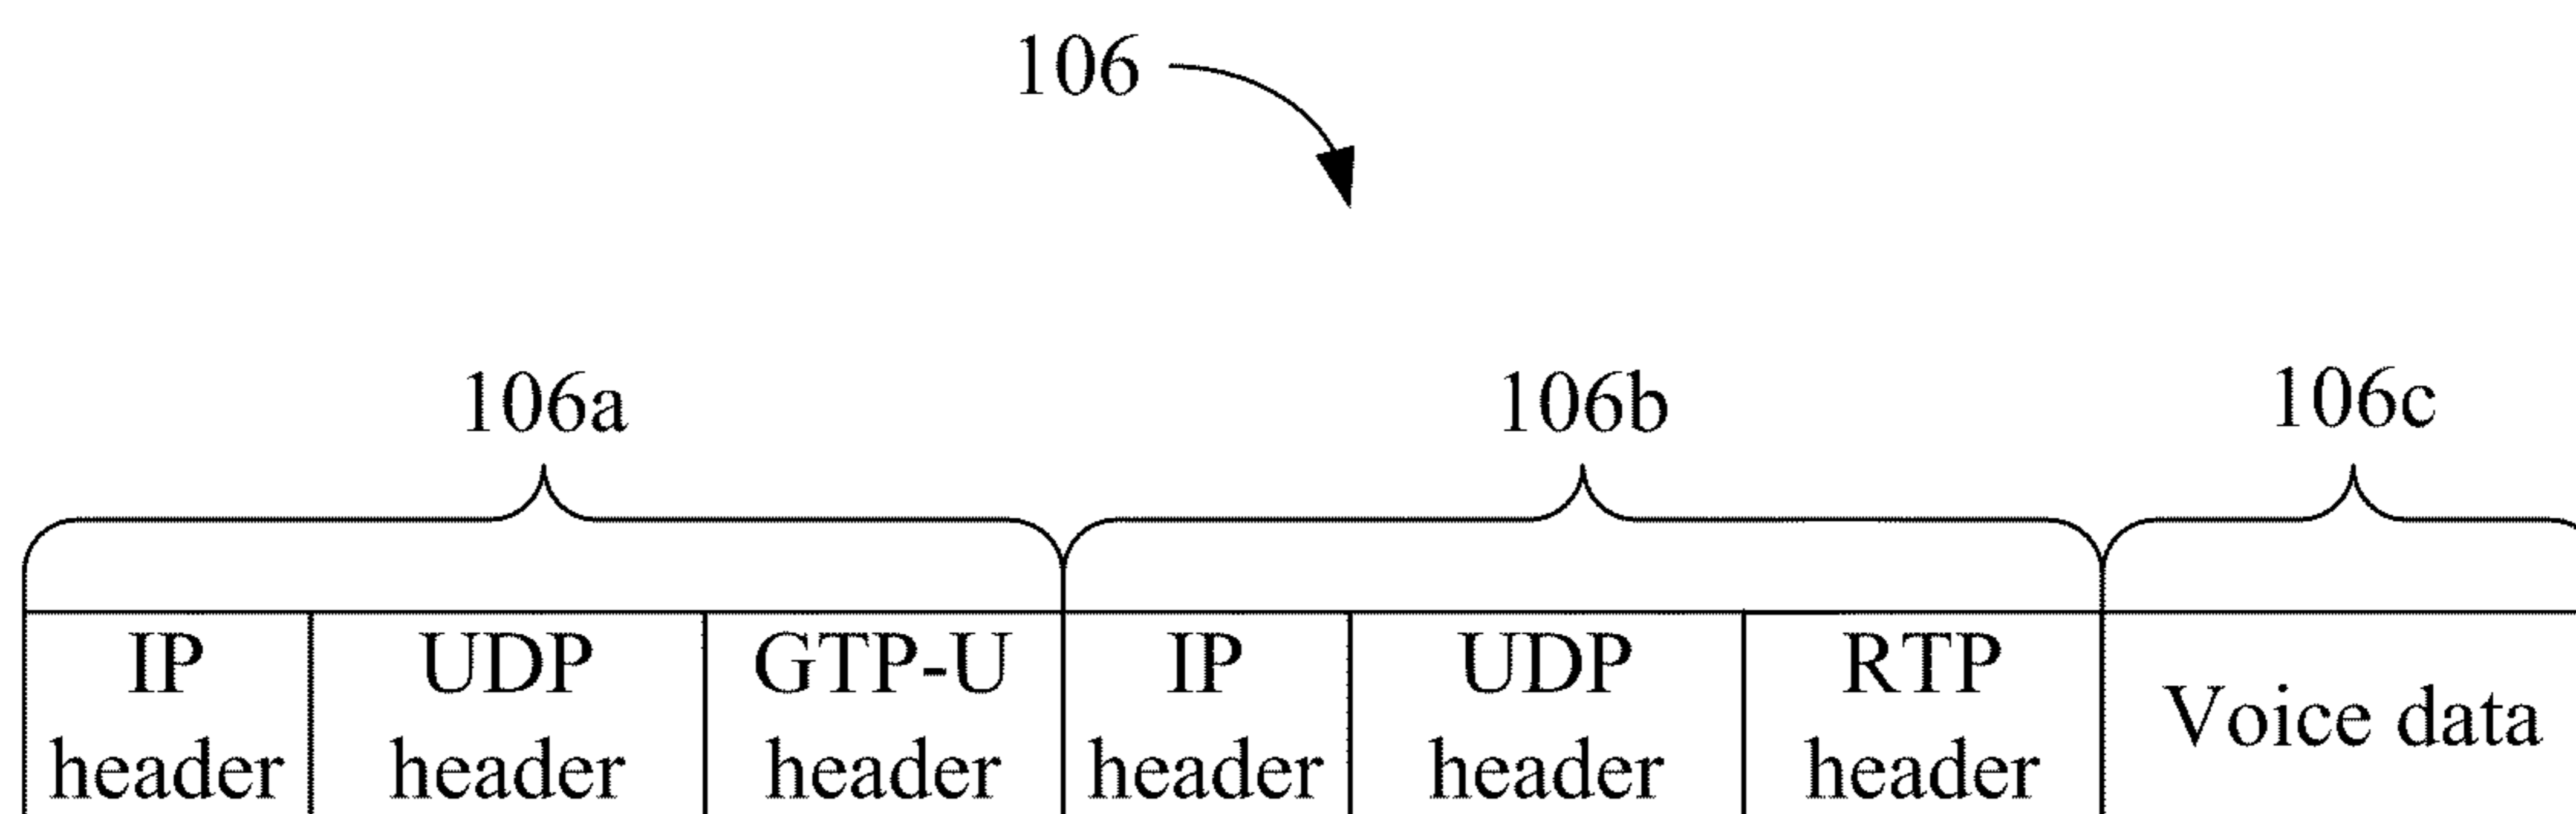 106
106a 106b 106c
IP UDP GTP-U IP UDP RTP Voice data
header header header header header header